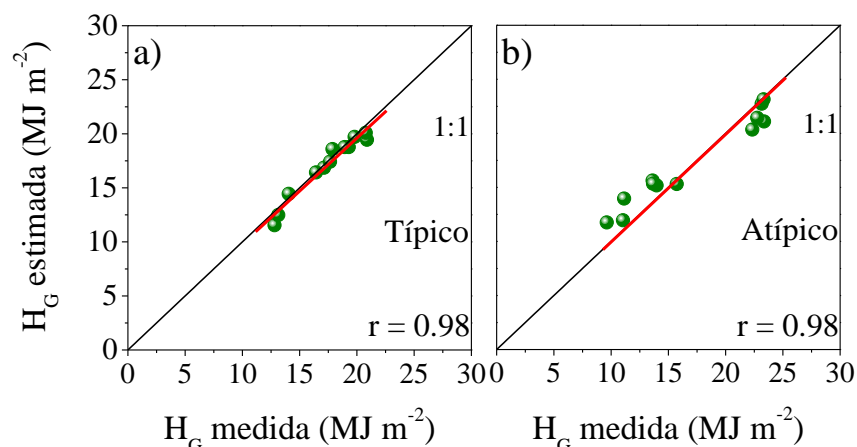 a)
b)
1:1
1:1
Típico
Atípico
r = 0.98
r = 0.98
30
25
20
15
10
5
0
0 5 10 15 20 25 30
0 5 10 15 20 25 30
H_G estimada (MJ m⁻²)
H_G medida (MJ m⁻²)
H_G medida (MJ m⁻²)